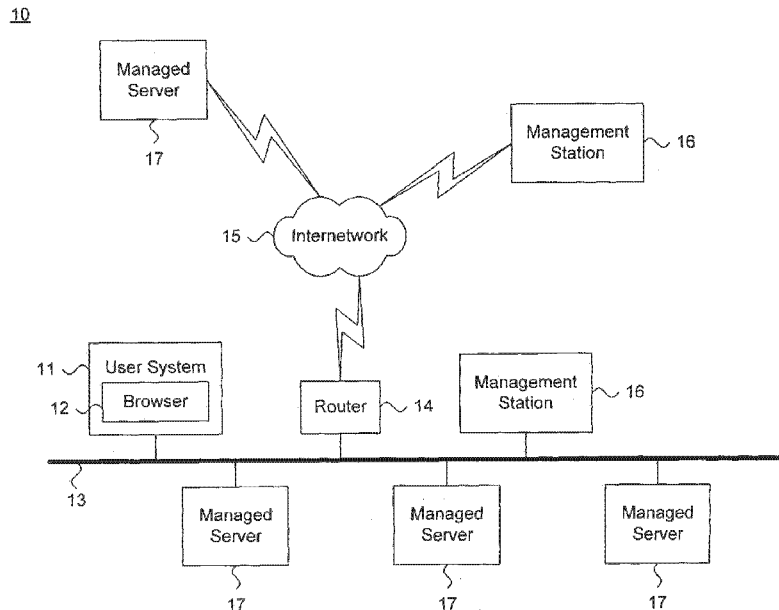 10
Managed
Server
17
Management
Station
16
15
Internetwork
11
User System
12
Browser
Router
14
Management
Station
16
13
Managed
Server
17
Managed
Server
17
Managed
Server
17